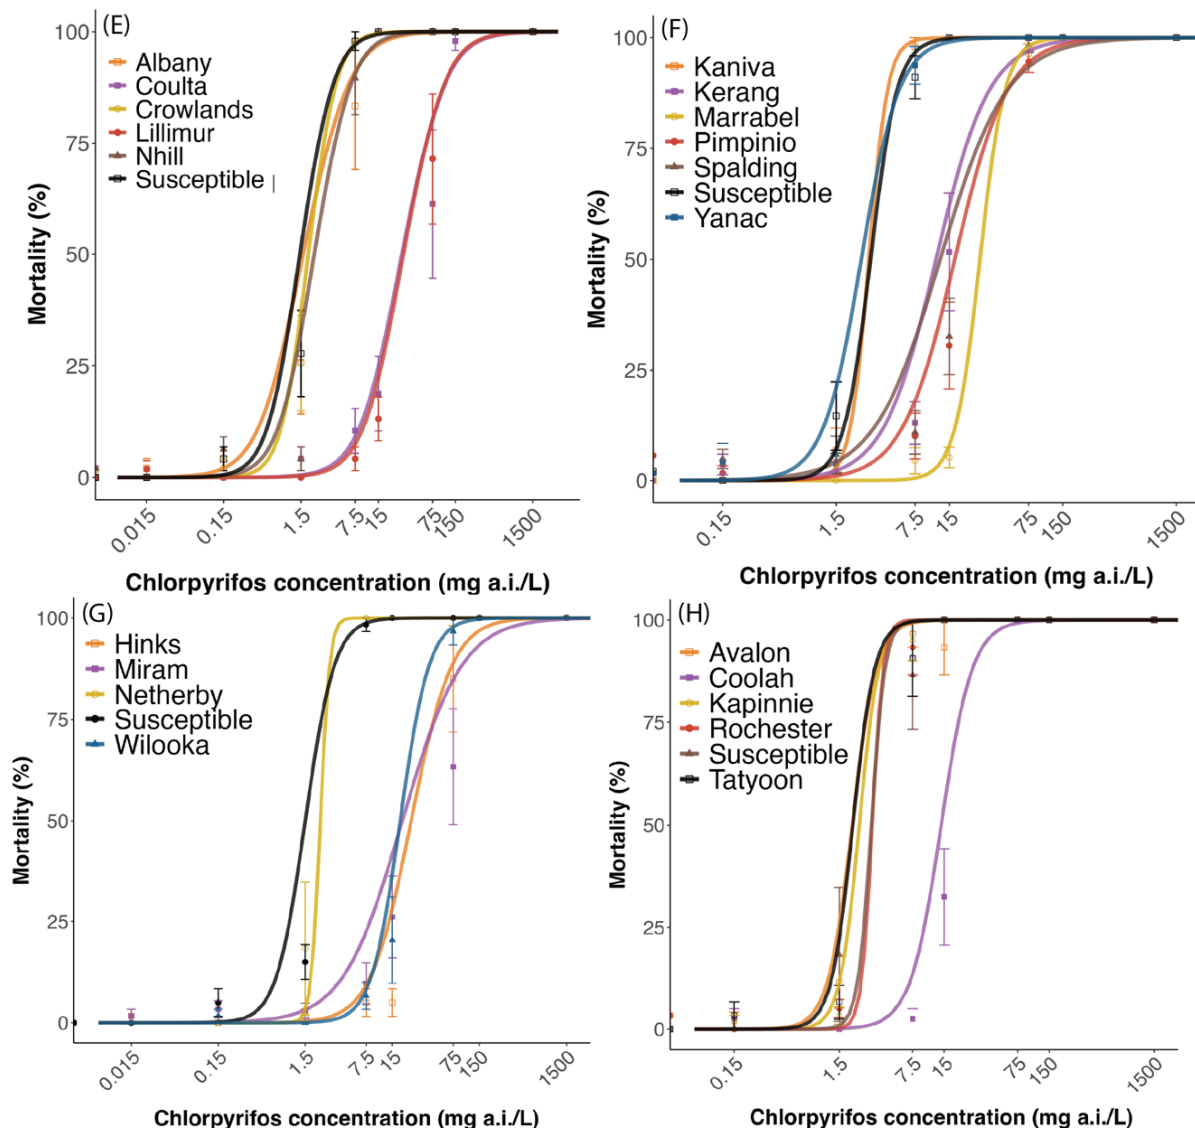 (E)
Albany
Coulta
Crowlands
Lillimur
Nhill
Susceptible
Mortality (%)
100
75
50
25
0
0.015
0.15
1.5
7.5
15
75
150
1500
Chlorpyrifos concentration (mg a.i./L)
(F)
Kaniva
Kerang
Marrabel
Pimpinio
Spalding
Susceptible
Yanac
Mortality (%)
100
75
50
25
0
0.15
1.5
7.5
15
75
150
1500
Chlorpyrifos concentration (mg a.i./L)
(G)
Hinks
Miram
Netherby
Susceptible
Wilooka
Mortality (%)
100
75
50
25
0
0.015
0.15
1.5
7.5
15
75
150
1500
Chlorpyrifos concentration (mg a.i./L)
(H)
Avalon
Coolah
Kapinnie
Rochester
Susceptible
Tatyoon
Mortality (%)
100
75
50
25
0
0.15
1.5
7.5
15
75
150
1500
Chlorpyrifos concentration (mg a.i./L)